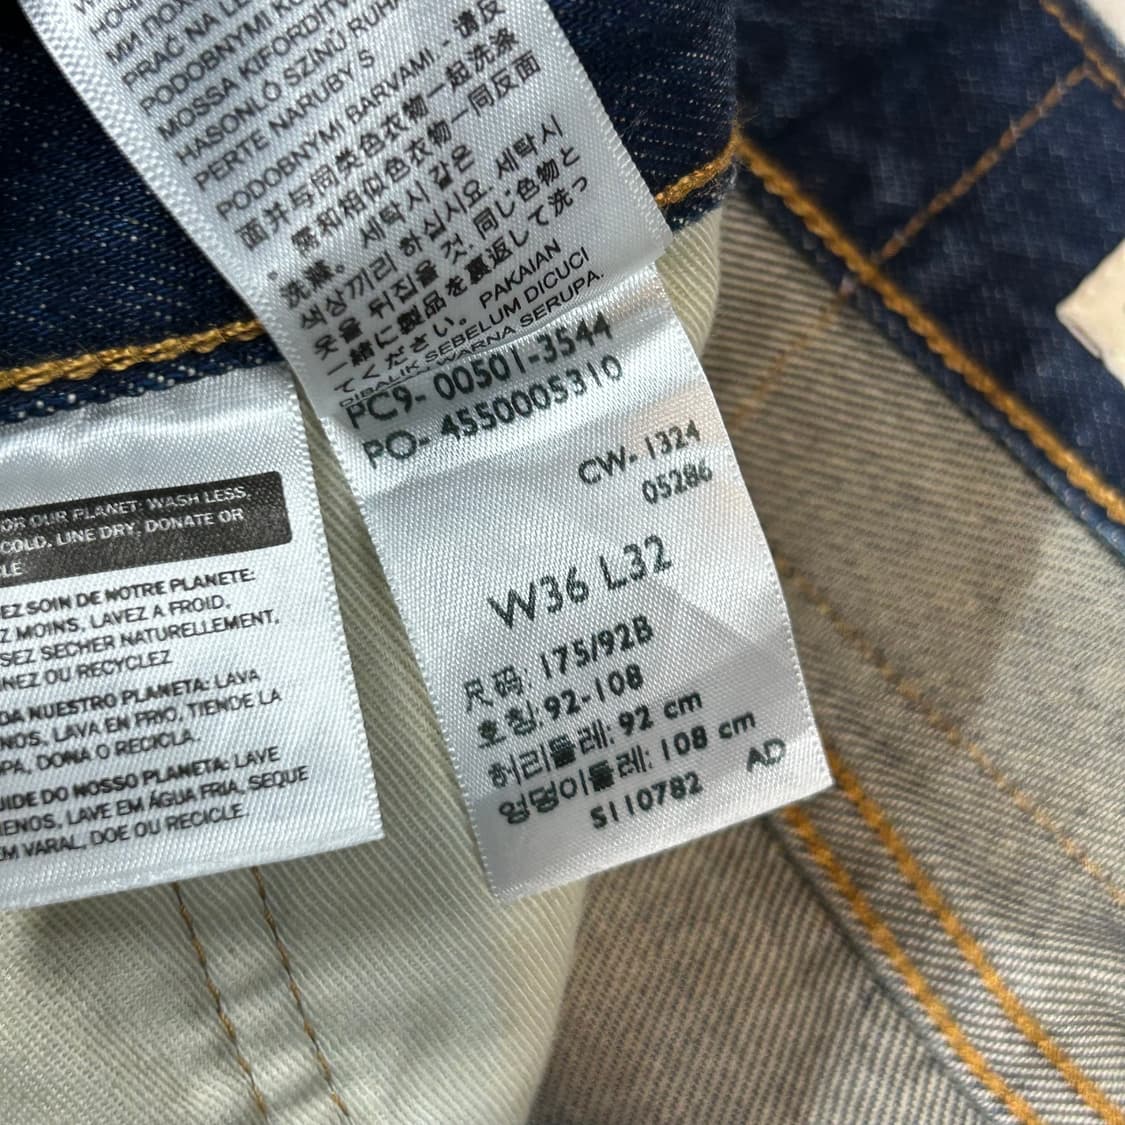 НОЧИ
МИ ПОХ
PRAĆ NA LE
PODOBNYMI KO
MOSSA KIFORDÍTV
HASONLÓ SZÍNŰ RUH
PERTE NARUBY S
PODOBNÝMI BARVAMI - 请反
面并与同类色衣物一起洗涤
需和相似色衣物一同反面
洗滌。 세탁시 같은
색상끼리 하십시요. 세탁시
옷을 뒤집을 것. 同じ色物と
一緒に製品を裏返して洗っ
てください。 PAKAIAN
DIBALIK SEBELUM DICUCI
WARNA SERUPA.
PC9- 00501-3544
PO- 4550005310
CW- 1324
05286
W36 L32
尺码: 175/92B
호칭: 92-108
허리둘레: 92 cm
엉덩이둘레: 108 cm
S110782 AD
OR OUR PLANET: WASH LESS,
COLD, LINE DRY, DONATE OR
LE
EZ SOIN DE NOTRE PLANETE:
Z MOINS, LAVEZ A FROID,
SEZ SECHER NATURELLEMENT,
NEZ OU RECYCLEZ
DA NUESTRO PLANETA: LAVA
NOS, LAVA EN FRIO, TIENDE LA
PA, DONA O RECICLA.
UIDE DO NOSSO PLANETA: LAVE
ENOS, LAVE EM ÁGUA FRIA, SEQUE
EM VARAL, DOE OU RECICLE.